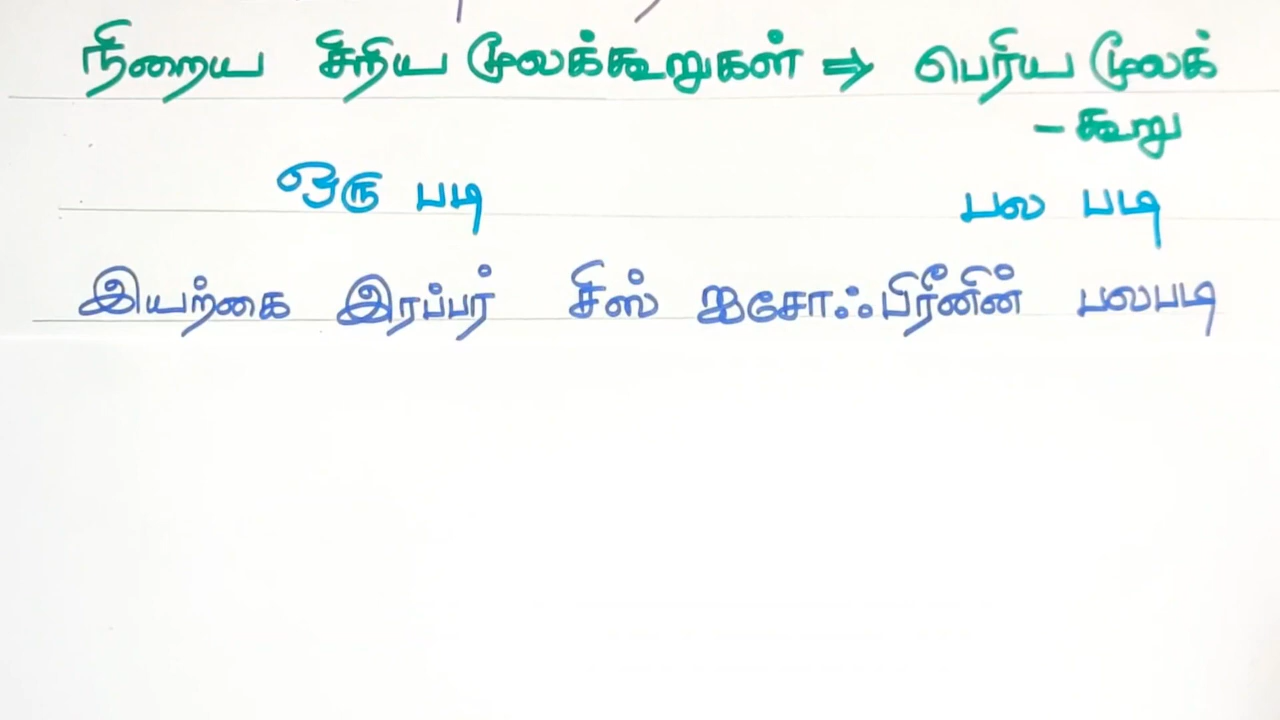 நிறைய சிறிய மூலக்கூறுகள் ⇒ பெரிய மூலக்
- கூறு
ஒரு படி பல படி
இயற்கை இரப்பர் சிஸ் ஐசோஃபிரீனின் பலபடி